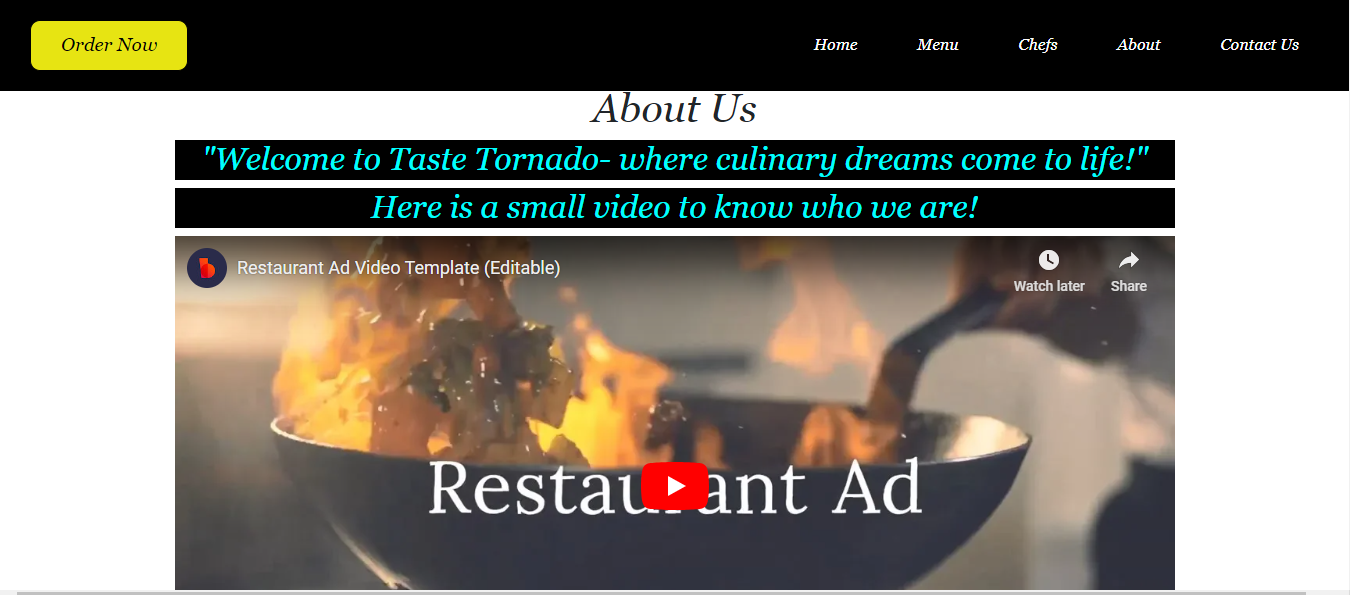 Order Now
Home Menu Chefs About Contact Us
About Us
"Welcome to Taste Tornado- where culinary dreams come to life!"
Here is a small video to know who we are!
Restaurant Ad Video Template (Editable)
Watch later Share
Restaurant Ad